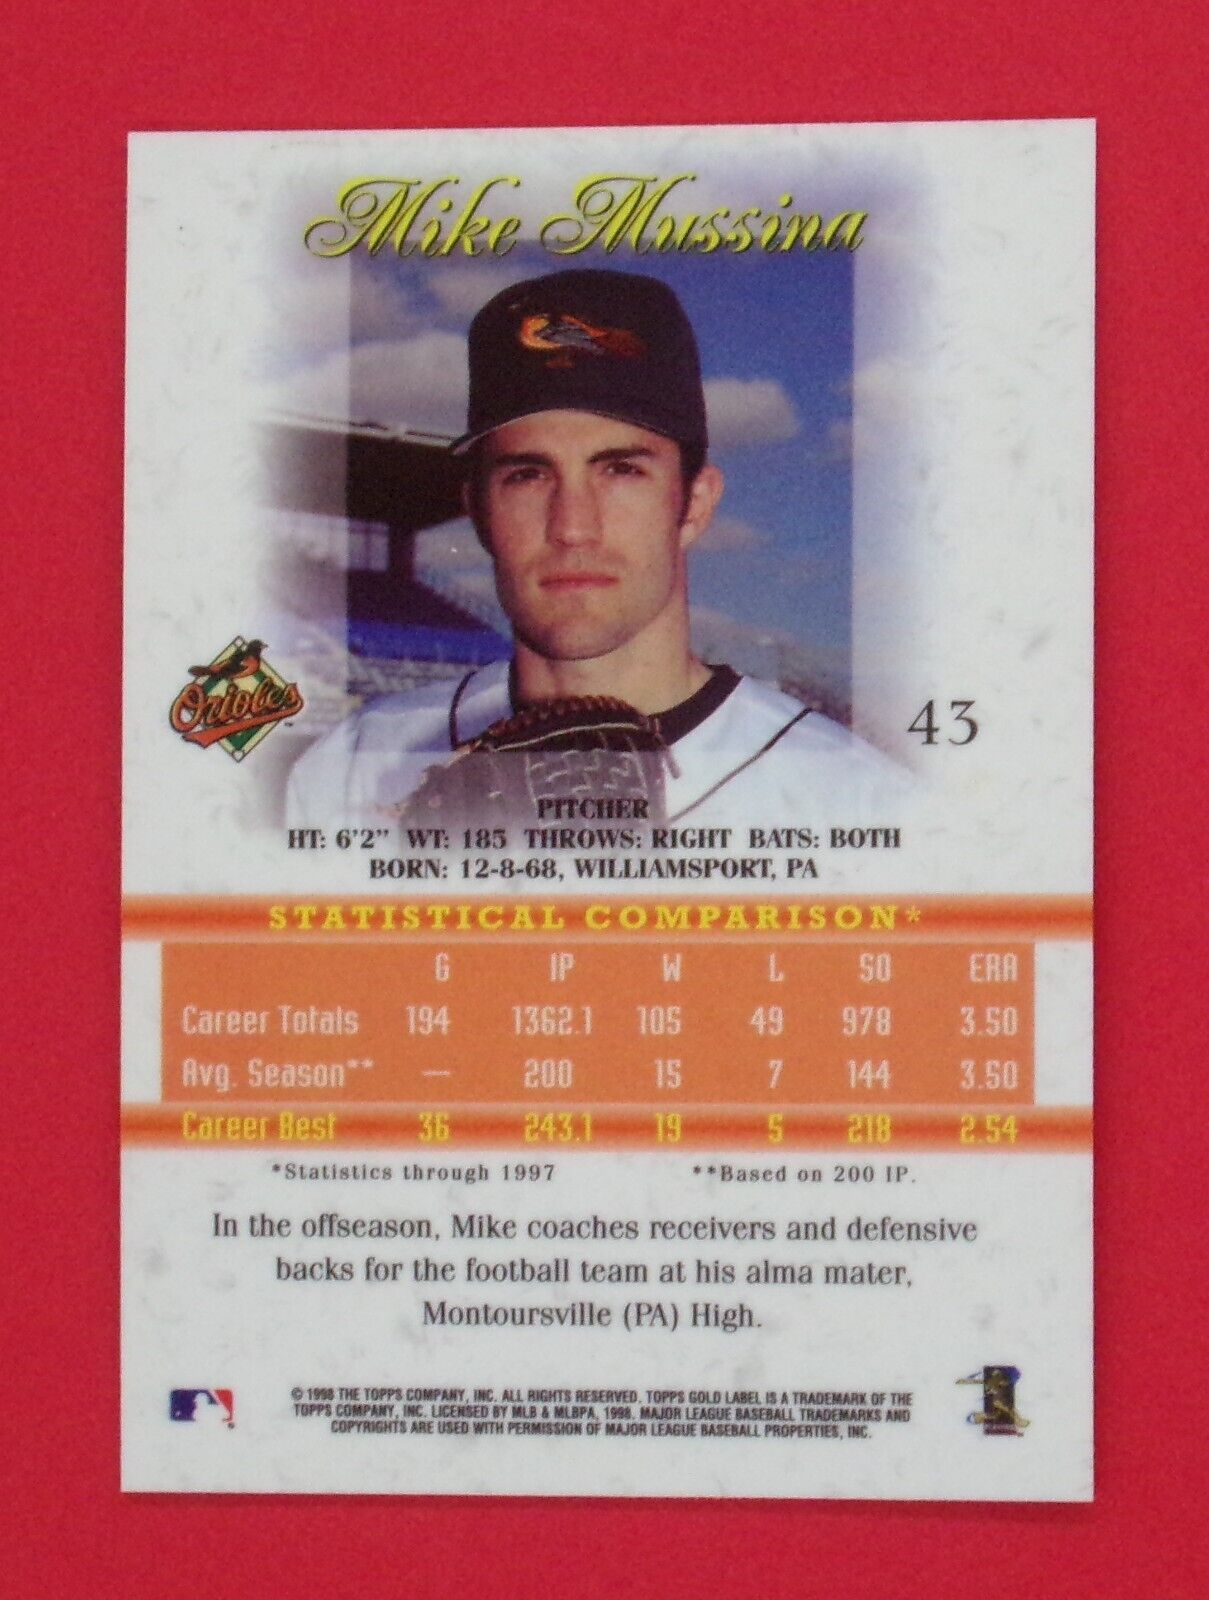 Mike Mussina
Orioles
43
PITCHER
HT: 6'2" WT: 185 THROWS: RIGHT BATS: BOTH
BORN: 12-8-68, WILLIAMSPORT, PA
STATISTICAL COMPARISON*
G IP W L SO ERA
Career Totals 194 1362.1 105 49 978 3.50
Avg. Season** — 200 15 7 144 3.50
Career Best 36 243.1 19 5 218 2.54
*Statistics through 1997 **Based on 200 IP.
In the offseason, Mike coaches receivers and defensive
backs for the football team at his alma mater,
Montoursville (PA) High.
© 1998 THE TOPPS COMPANY, INC. ALL RIGHTS RESERVED. TOPPS GOLD LABEL IS A TRADEMARK OF THE
TOPPS COMPANY, INC. LICENSED BY MLB & MLBPA, 1998. MAJOR LEAGUE BASEBALL TRADEMARKS AND
COPYRIGHTS ARE USED WITH PERMISSION OF MAJOR LEAGUE BASEBALL PROPERTIES, INC.